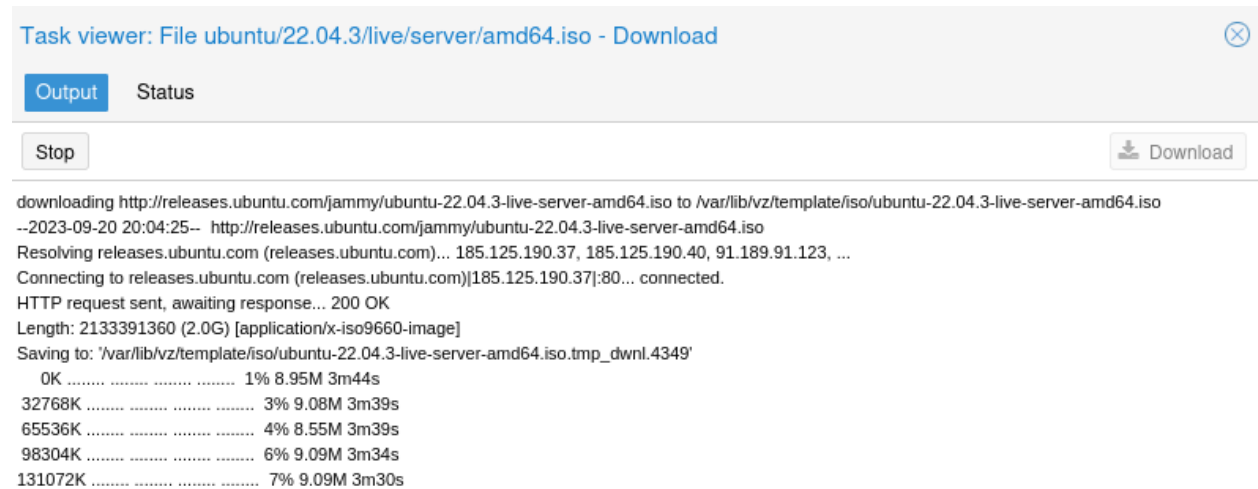 Task viewer: File ubuntu/22.04.3/live/server/amd64.iso - Download
Output Status
Stop Download
downloading http://releases.ubuntu.com/jammy/ubuntu-22.04.3-live-server-amd64.iso to /var/lib/vz/template/iso/ubuntu-22.04.3-live-server-amd64.iso
--2023-09-20 20:04:25-- http://releases.ubuntu.com/jammy/ubuntu-22.04.3-live-server-amd64.iso
Resolving releases.ubuntu.com (releases.ubuntu.com)... 185.125.190.37, 185.125.190.40, 91.189.91.123, ...
Connecting to releases.ubuntu.com (releases.ubuntu.com)|185.125.190.37|:80... connected.
HTTP request sent, awaiting response... 200 OK
Length: 2133391360 (2.0G) [application/x-iso9660-image]
Saving to: '/var/lib/vz/template/iso/ubuntu-22.04.3-live-server-amd64.iso.tmp_dwnl.4349'
0K ........ ........ ........ ........ 1% 8.95M 3m44s
32768K ........ ........ ........ ........ 3% 9.08M 3m39s
65536K ........ ........ ........ ........ 4% 8.55M 3m39s
98304K ........ ........ ........ ........ 6% 9.09M 3m34s
131072K ........ ........ ........ ........ 7% 9.09M 3m30s